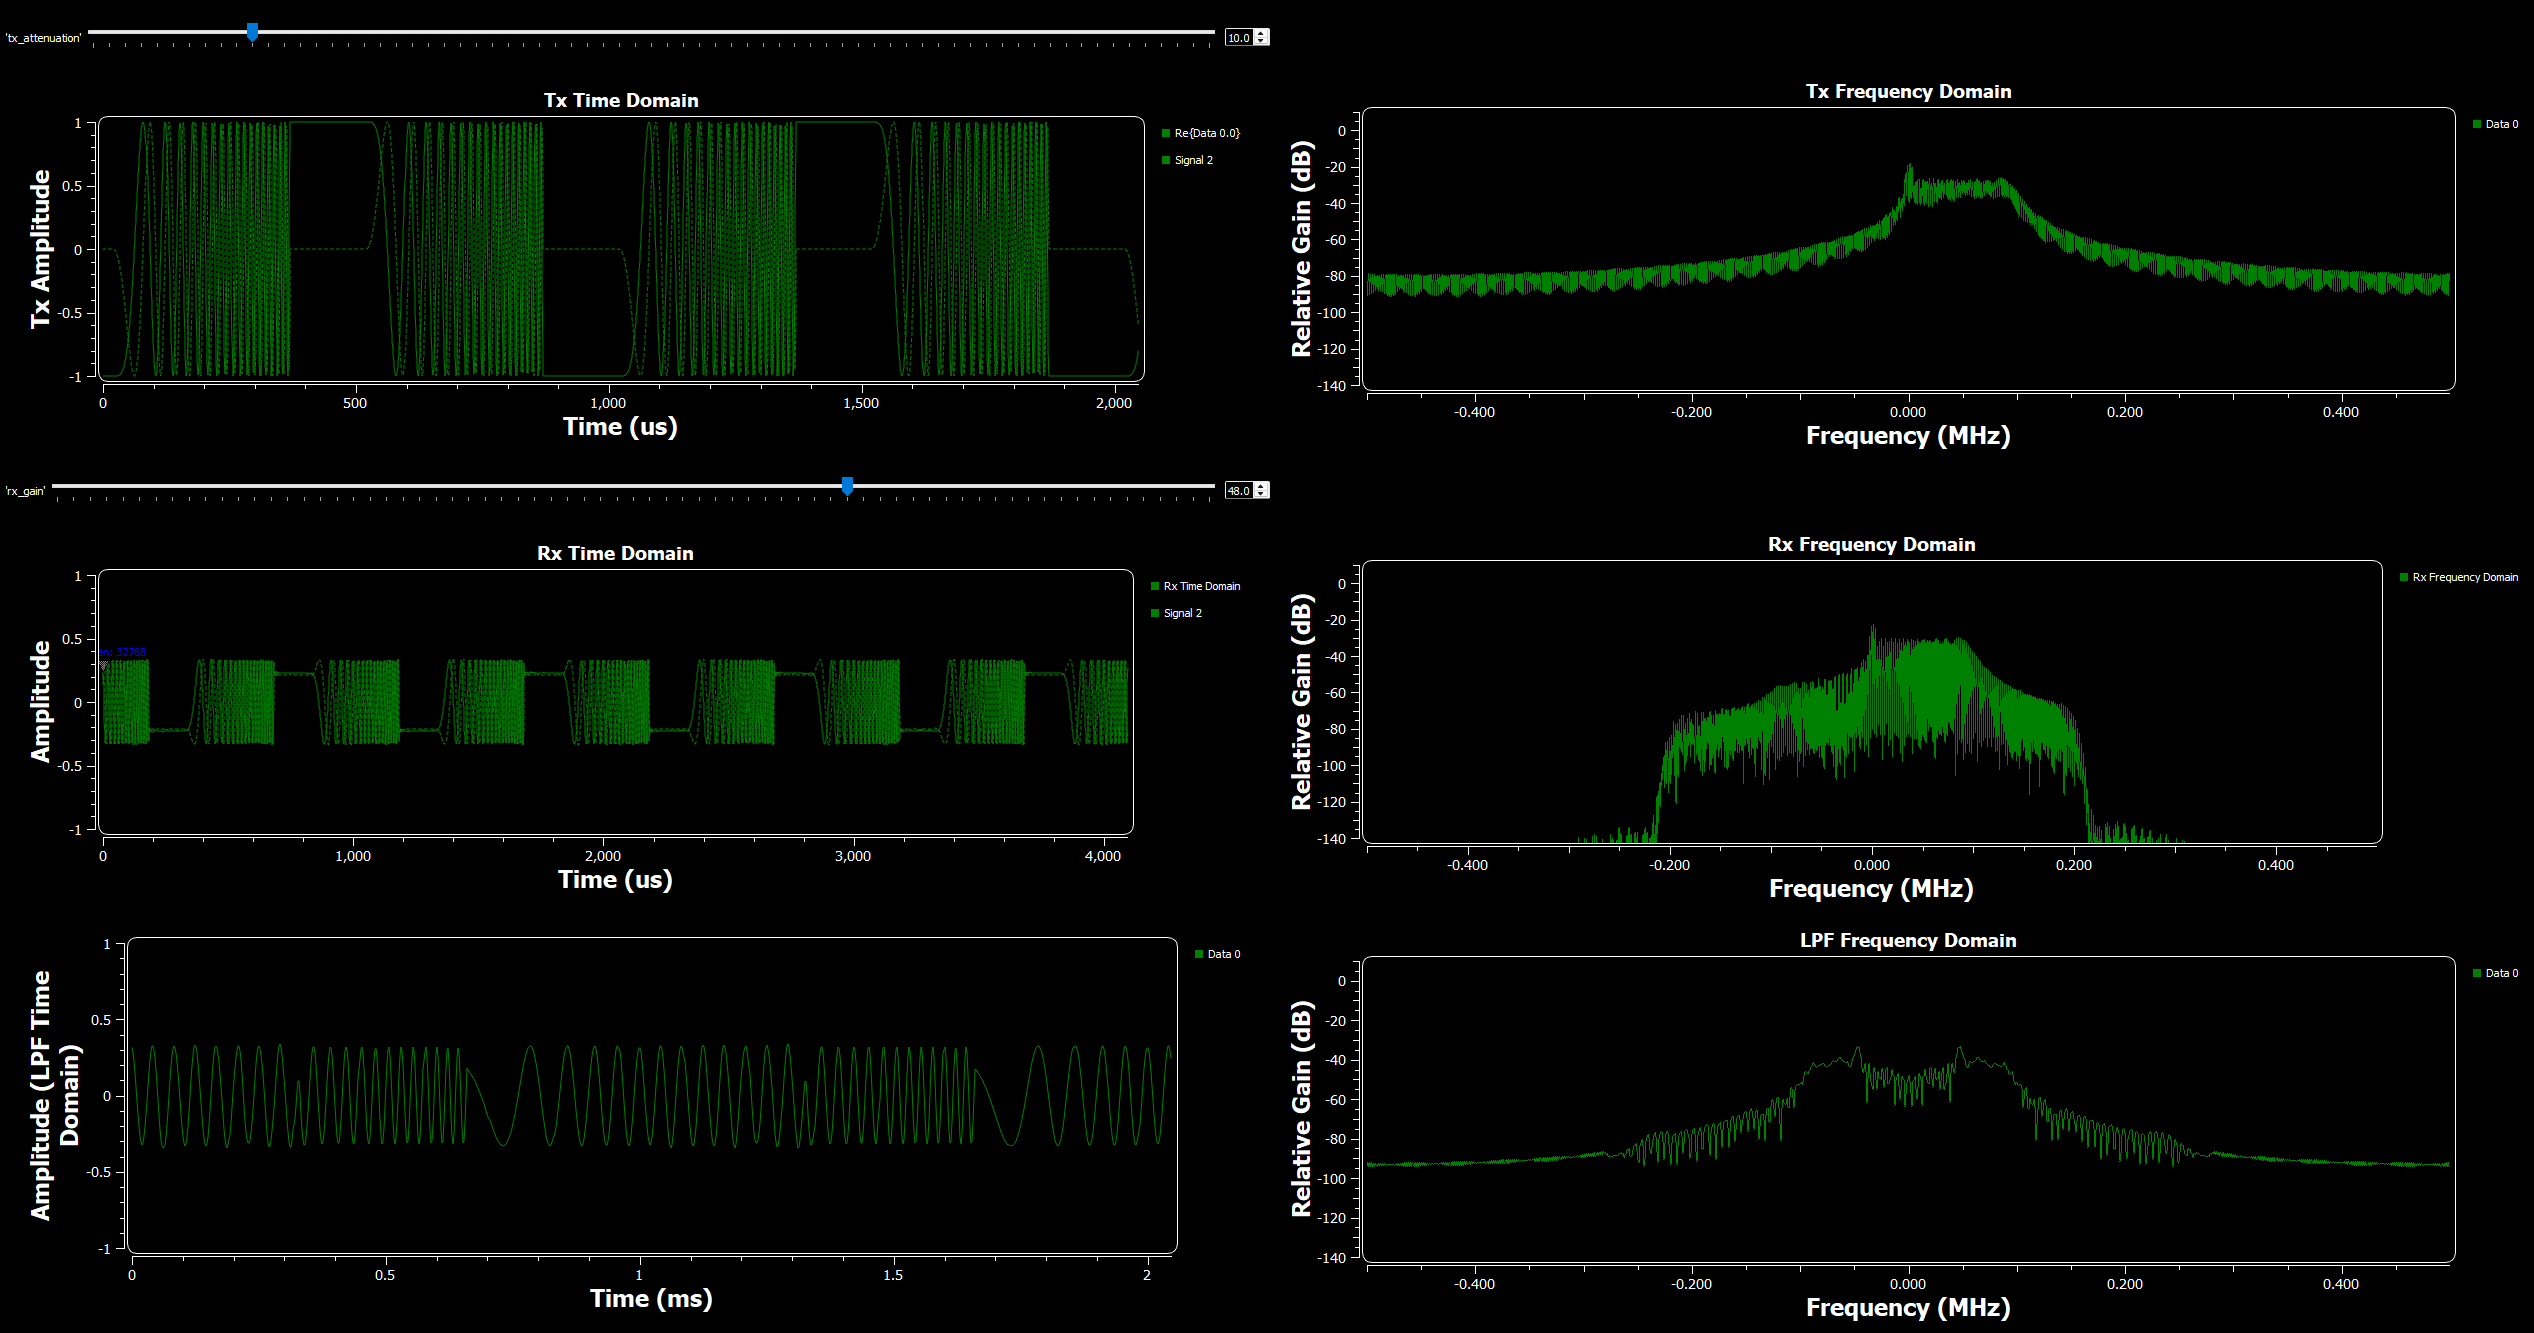 'tx_attenuation'
10.0
Tx Time Domain
Tx Amplitude
1
0.5
0
-0.5
-1
0
500
1,000
1,500
2,000
Time (us)
Re{Data 0.0}
Signal 2
Tx Frequency Domain
Relative Gain (dB)
0
-20
-40
-60
-80
-100
-120
-140
-0.400
-0.200
0.000
0.200
0.400
Frequency (MHz)
Data 0
'rx_gain'
48.0
Rx Time Domain
Amplitude
1
0.5
0
-0.5
-1
32768
0
1,000
2,000
3,000
4,000
Time (us)
Rx Time Domain
Signal 2
Rx Frequency Domain
Relative Gain (dB)
0
-20
-40
-60
-80
-100
-120
-140
-0.400
-0.200
0.000
0.200
0.400
Frequency (MHz)
Rx Frequency Domain
Amplitude (LPF Time
Domain)
1
0.5
0
-0.5
-1
0
0.5
1
1.5
2
Time (ms)
Data 0
LPF Frequency Domain
Relative Gain (dB)
0
-20
-40
-60
-80
-100
-120
-140
-0.400
-0.200
0.000
0.200
0.400
Frequency (MHz)
Data 0